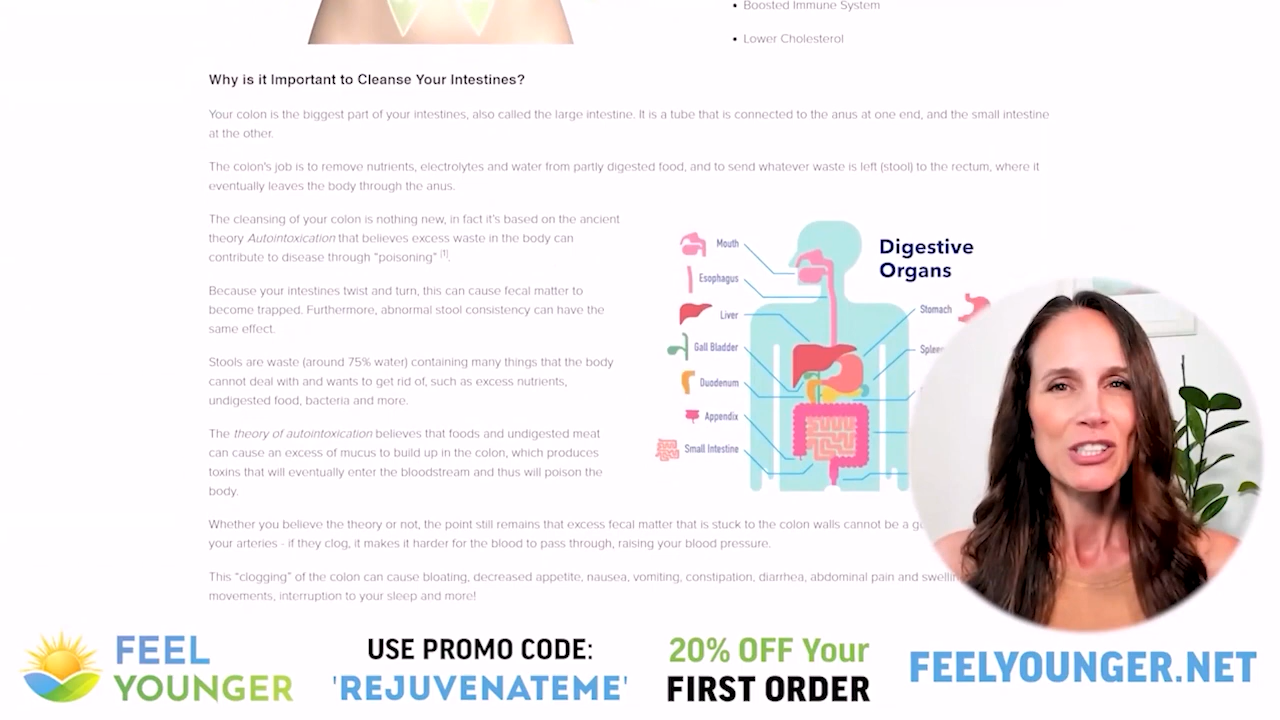 Boosted Immune System
Lower Cholesterol
Why is it Important to Cleanse Your Intestines?
Your colon is the biggest part of your intestines, also called the large intestine. It is a tube that is connected to the anus at one end, and the small intestine
at the other.
The colon's job is to remove nutrients, electrolytes and water from partly digested food, and to send whatever waste is left (stool) to the rectum, where it
eventually leaves the body through the anus.
The cleansing of your colon is nothing new, in fact it's based on the ancient
theory Autointoxication that believes excess waste in the body can
contribute to disease through "poisoning" [1].
Because your intestines twist and turn, this can cause fecal matter to
become trapped. Furthermore, abnormal stool consistency can have the
same effect.
Stools are waste (around 75% water) containing many things that the body
cannot deal with and wants to get rid of, such as excess nutrients,
undigested food, bacteria and more.
The theory of autointoxication believes that foods and undigested meat
can cause an excess of mucus to build up in the colon, which produces
toxins that will eventually enter the bloodstream and thus will poison the
body.
Digestive
Organs
Mouth
Esophagus
Liver
Gall Bladder
Duodenum
Appendix
Small Intestine
Stomach
Whether you believe the theory or not, the point still remains that excess fecal matter that is stuck to the colon walls cannot be a
your arteries - if they clog, it makes it harder for the blood to pass through, raising your blood pressure.
This "clogging" of the colon can cause bloating, decreased appetite, nausea, vomiting, constipation, diarrhea, abdominal pain and
movements, interruption to your sleep and more!
FEEL
YOUNGER
USE PROMO CODE:
'REJUVENATEME'
20% OFF Your
FIRST ORDER
FEELYOUNGER.NET